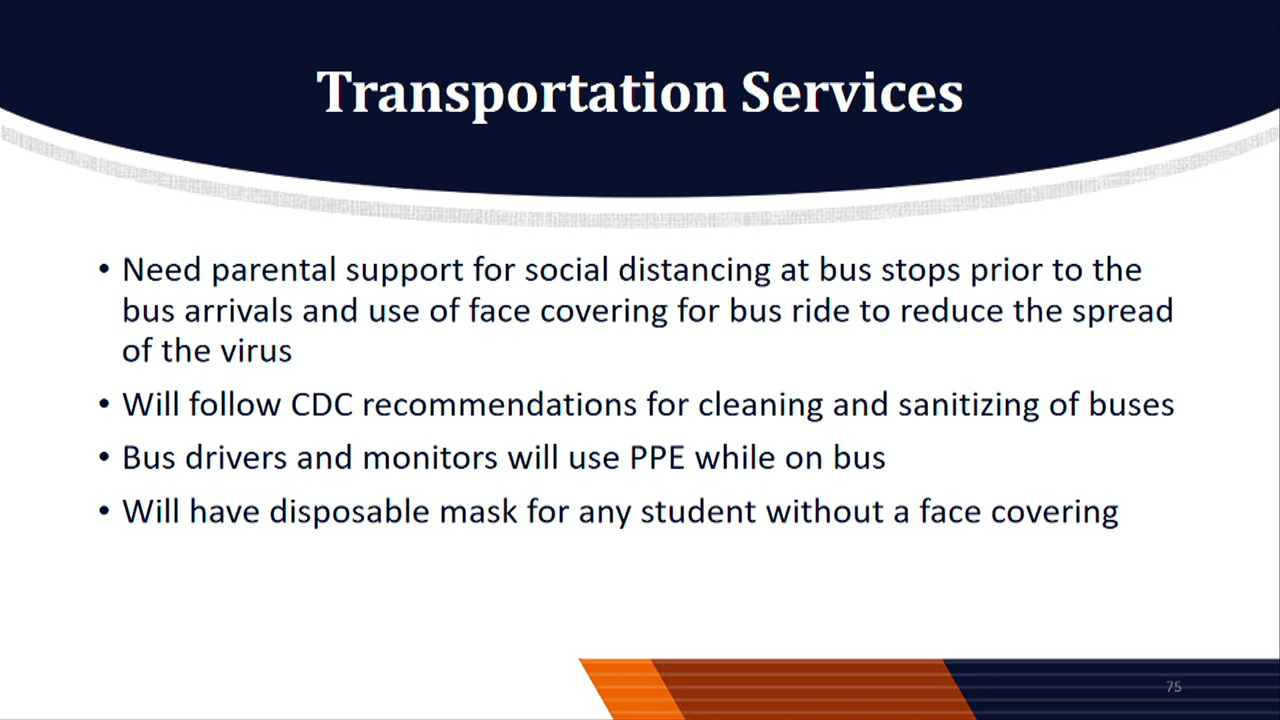 Transportation Services
• Need parental support for social distancing at bus stops prior to the
bus arrivals and use of face covering for bus ride to reduce the spread
of the virus
• Will follow CDC recommendations for cleaning and sanitizing of buses
• Bus drivers and monitors will use PPE while on bus
• Will have disposable mask for any student without a face covering
75